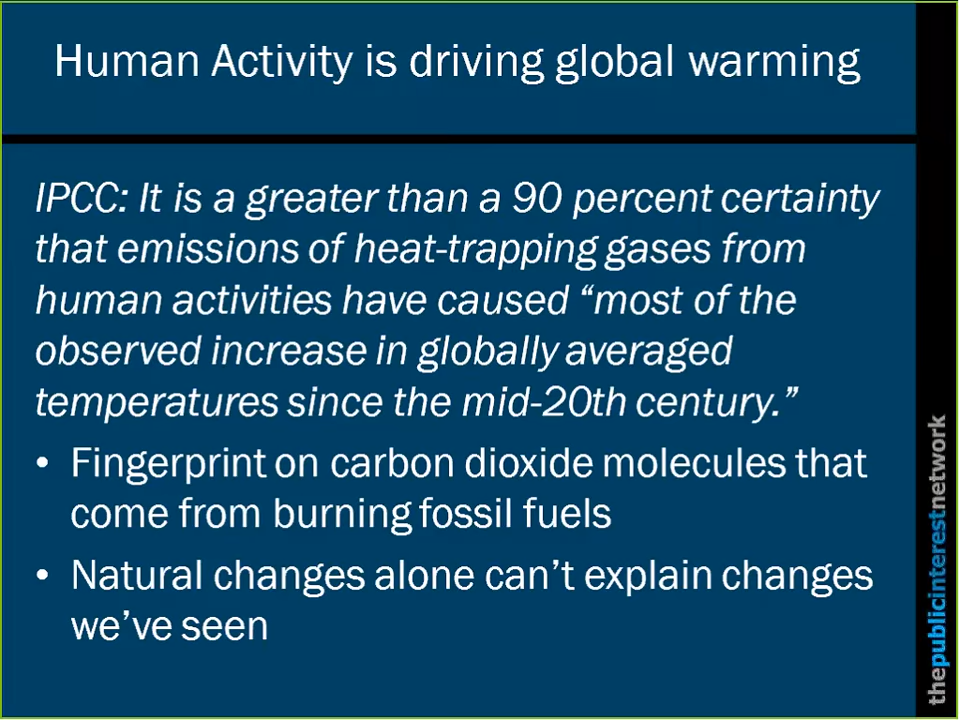 Human Activity is driving global warming
IPCC: It is a greater than a 90 percent certainty
that emissions of heat-trapping gases from
human activities have caused “most of the
observed increase in globally averaged
temperatures since the mid-20th century.”
• Fingerprint on carbon dioxide molecules that
come from burning fossil fuels
• Natural changes alone can’t explain changes
we’ve seen
thepublicinterestnetwork